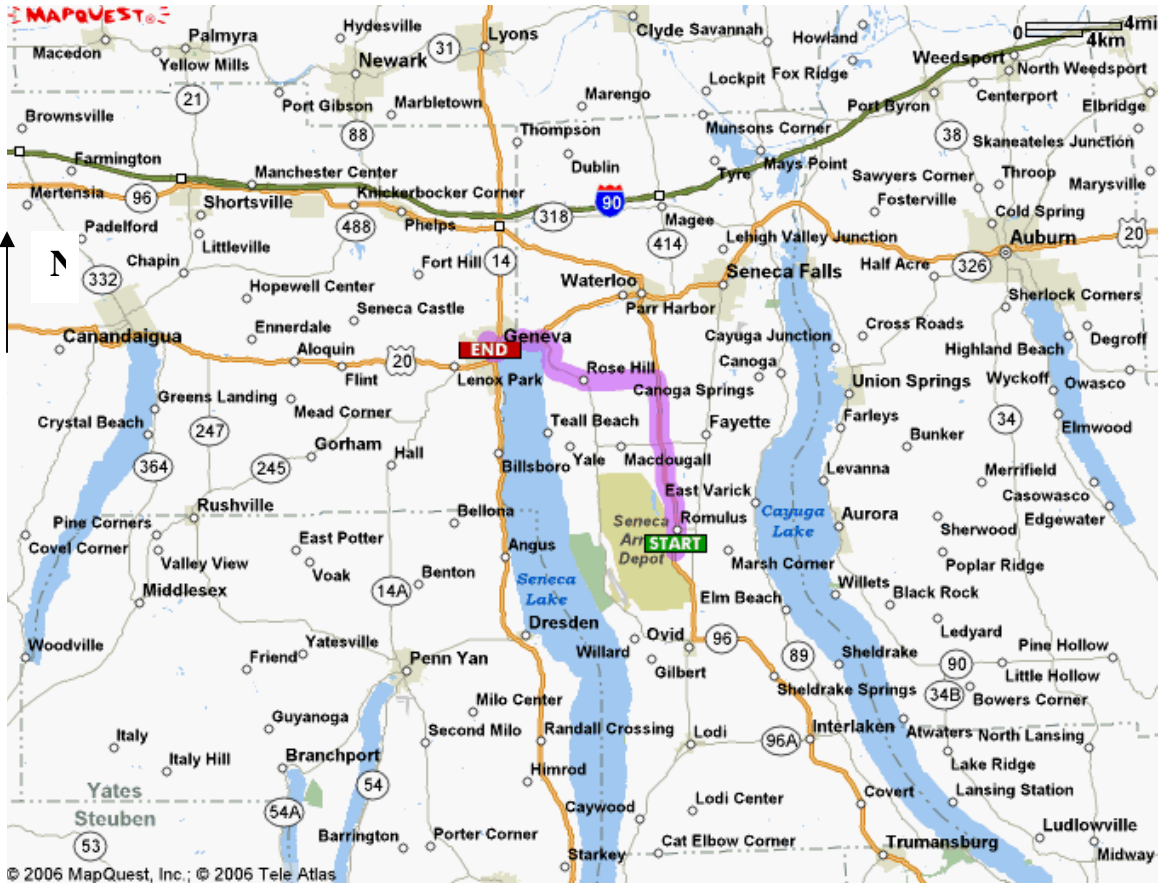 MAPQUEST
Hydesville
Clyde
Savannah
Howland
4mi
0
4km
Palmyra
Macedon
Yellow Mills
31
Lyons
Newark
Weedsport
North Weedsport
Lockpit
Fox Ridge
21
Port Gibson
Marbletown
Marengo
Port Byron
Centerport
Elbridge
Brownsville
88
Thompson
Munsons Corner
38
Skaneateles Junction
Farmington
Manchester Center
Dublin
Mays Point
Tyre
Sawyers Corner
Throop
Marysville
Mertensia
96
Shortsville
Knickerbocker Corner
318
90
Magee
Fosterville
Cold Spring
Padelford
488
Phelps
414
Lehigh Valley Junction
Auburn
20
N
Littleville
Chapin
Fort Hill
14
Waterloo
Seneca Falls
Half Acre
326
332
Hopewell Center
Seneca Castle
Parr Harbor
Sherlock Corners
Canandaigua
Ennerdale
Geneva
Cayuga Junction
Cross Roads
Degroff
END
Highland Beach
Aloquin
20
Flint
Lenox Park
Rose Hill
Canoga
Union Springs
Wyckoff
Owasco
Greens Landing
Mead Corner
Canoga Springs
Crystal Beach
247
Teall Beach
Fayette
Farleys
34
Elmwood
Gorham
Hall
Yale
Macdougall
Bunker
364
245
Billsboro
Levanna
Merrifield
Rushville
East Varick
Casowasco
Pine Corners
Bellona
Seneca
Romulus
Cayuga
Lake
Aurora
Sherwood
Edgewater
Covel Corner
East Potter
Depot
START
Valley View
Voak
Angus
Marsh Corner
Poplar Ridge
Middlesex
14A
Benton
Seneca
Lake
Elm Beach
Willets
Black Rock
Woodville
Yatesville
Dresden
Ovid
96
Ledyard
Pine Hollow
Friend
Penn Yan
Willard
Gilbert
89
Sheldrake
90
Little Hollow
Sheldrake Springs
34B
Bowers Corner
Milo Center
Guyanoga
Second Milo
Randall Crossing
Lodi
96A
Interlaken
Atwaters
North Lansing
Italy
Italy Hill
Branchport
Himrod
Lake Ridge
Yates
Steuben
54
54A
Caywood
Lodi Center
Covert
Lansing Station
53
Barrington
Porter Corner
Cat Elbow Corner
Trumansburg
Ludlowville
Starkey
Midway
© 2006 MapQuest, Inc.; © 2006 Tele Atlas